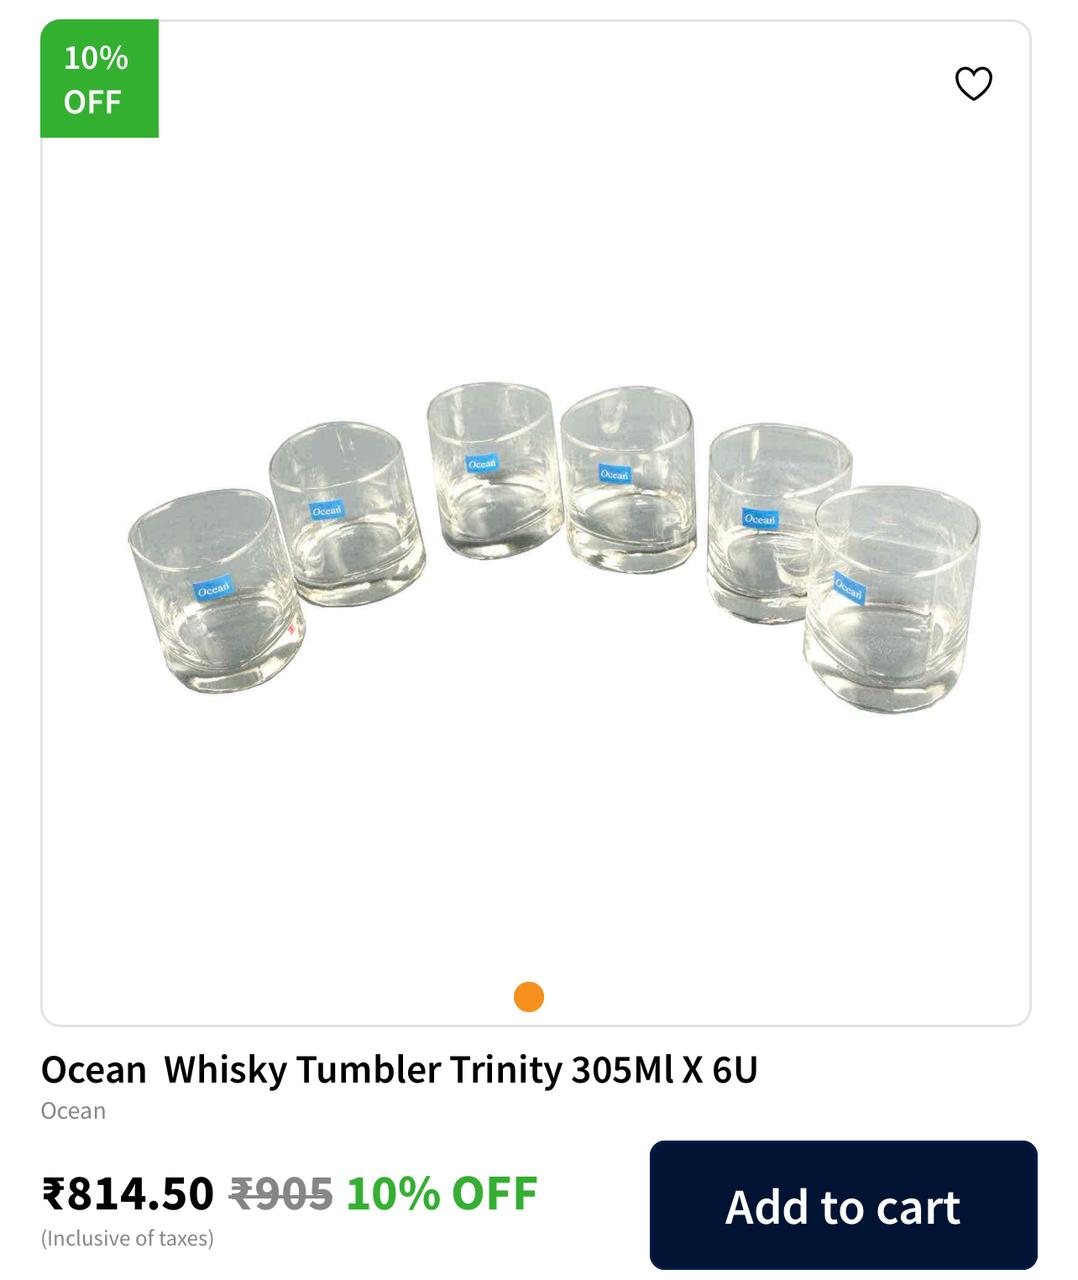 10%
OFF
Ocean
Ocean
Ocean
Ocean
Ocean
Ocean
Ocean Whisky Tumbler Trinity 305Ml X 6U
Ocean
₹814.50 ₹905 10% OFF
(Inclusive of taxes)
Add to cart